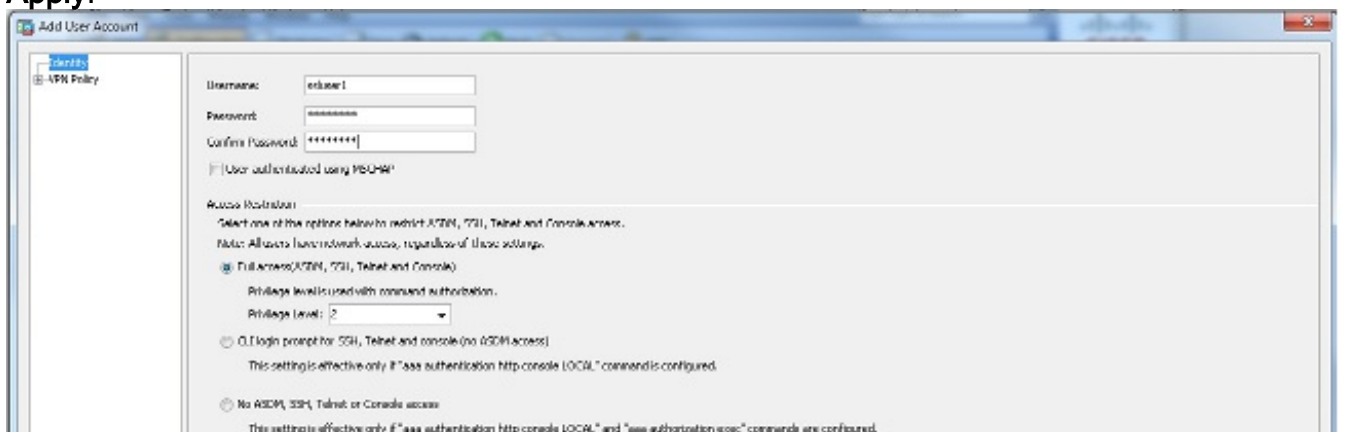 Apply.
Add User Account
Identity
VPN Policy
Username:
Password:
********
Confirm Password: ********
User authenticated using MSCHAP
Access Restriction
Select one of the options below to restrict ASDM, SSH, Telnet and Console access.
Note: All users have network access, regardless of these settings.
Full access(ASDM, SSH, Telnet and Console)
Privilege level is used with command authorization.
Privilege Level: 2
CLI login prompt for SSH, Telnet and console (no ASDM access)
This setting is effective only if "aaa authentication http console LOCAL" command is configured.
No ASDM, SSH, Telnet or Console access
This setting is effective only if "aaa authentication http console LOCAL" and "aaa authorization exec" commands are configured.